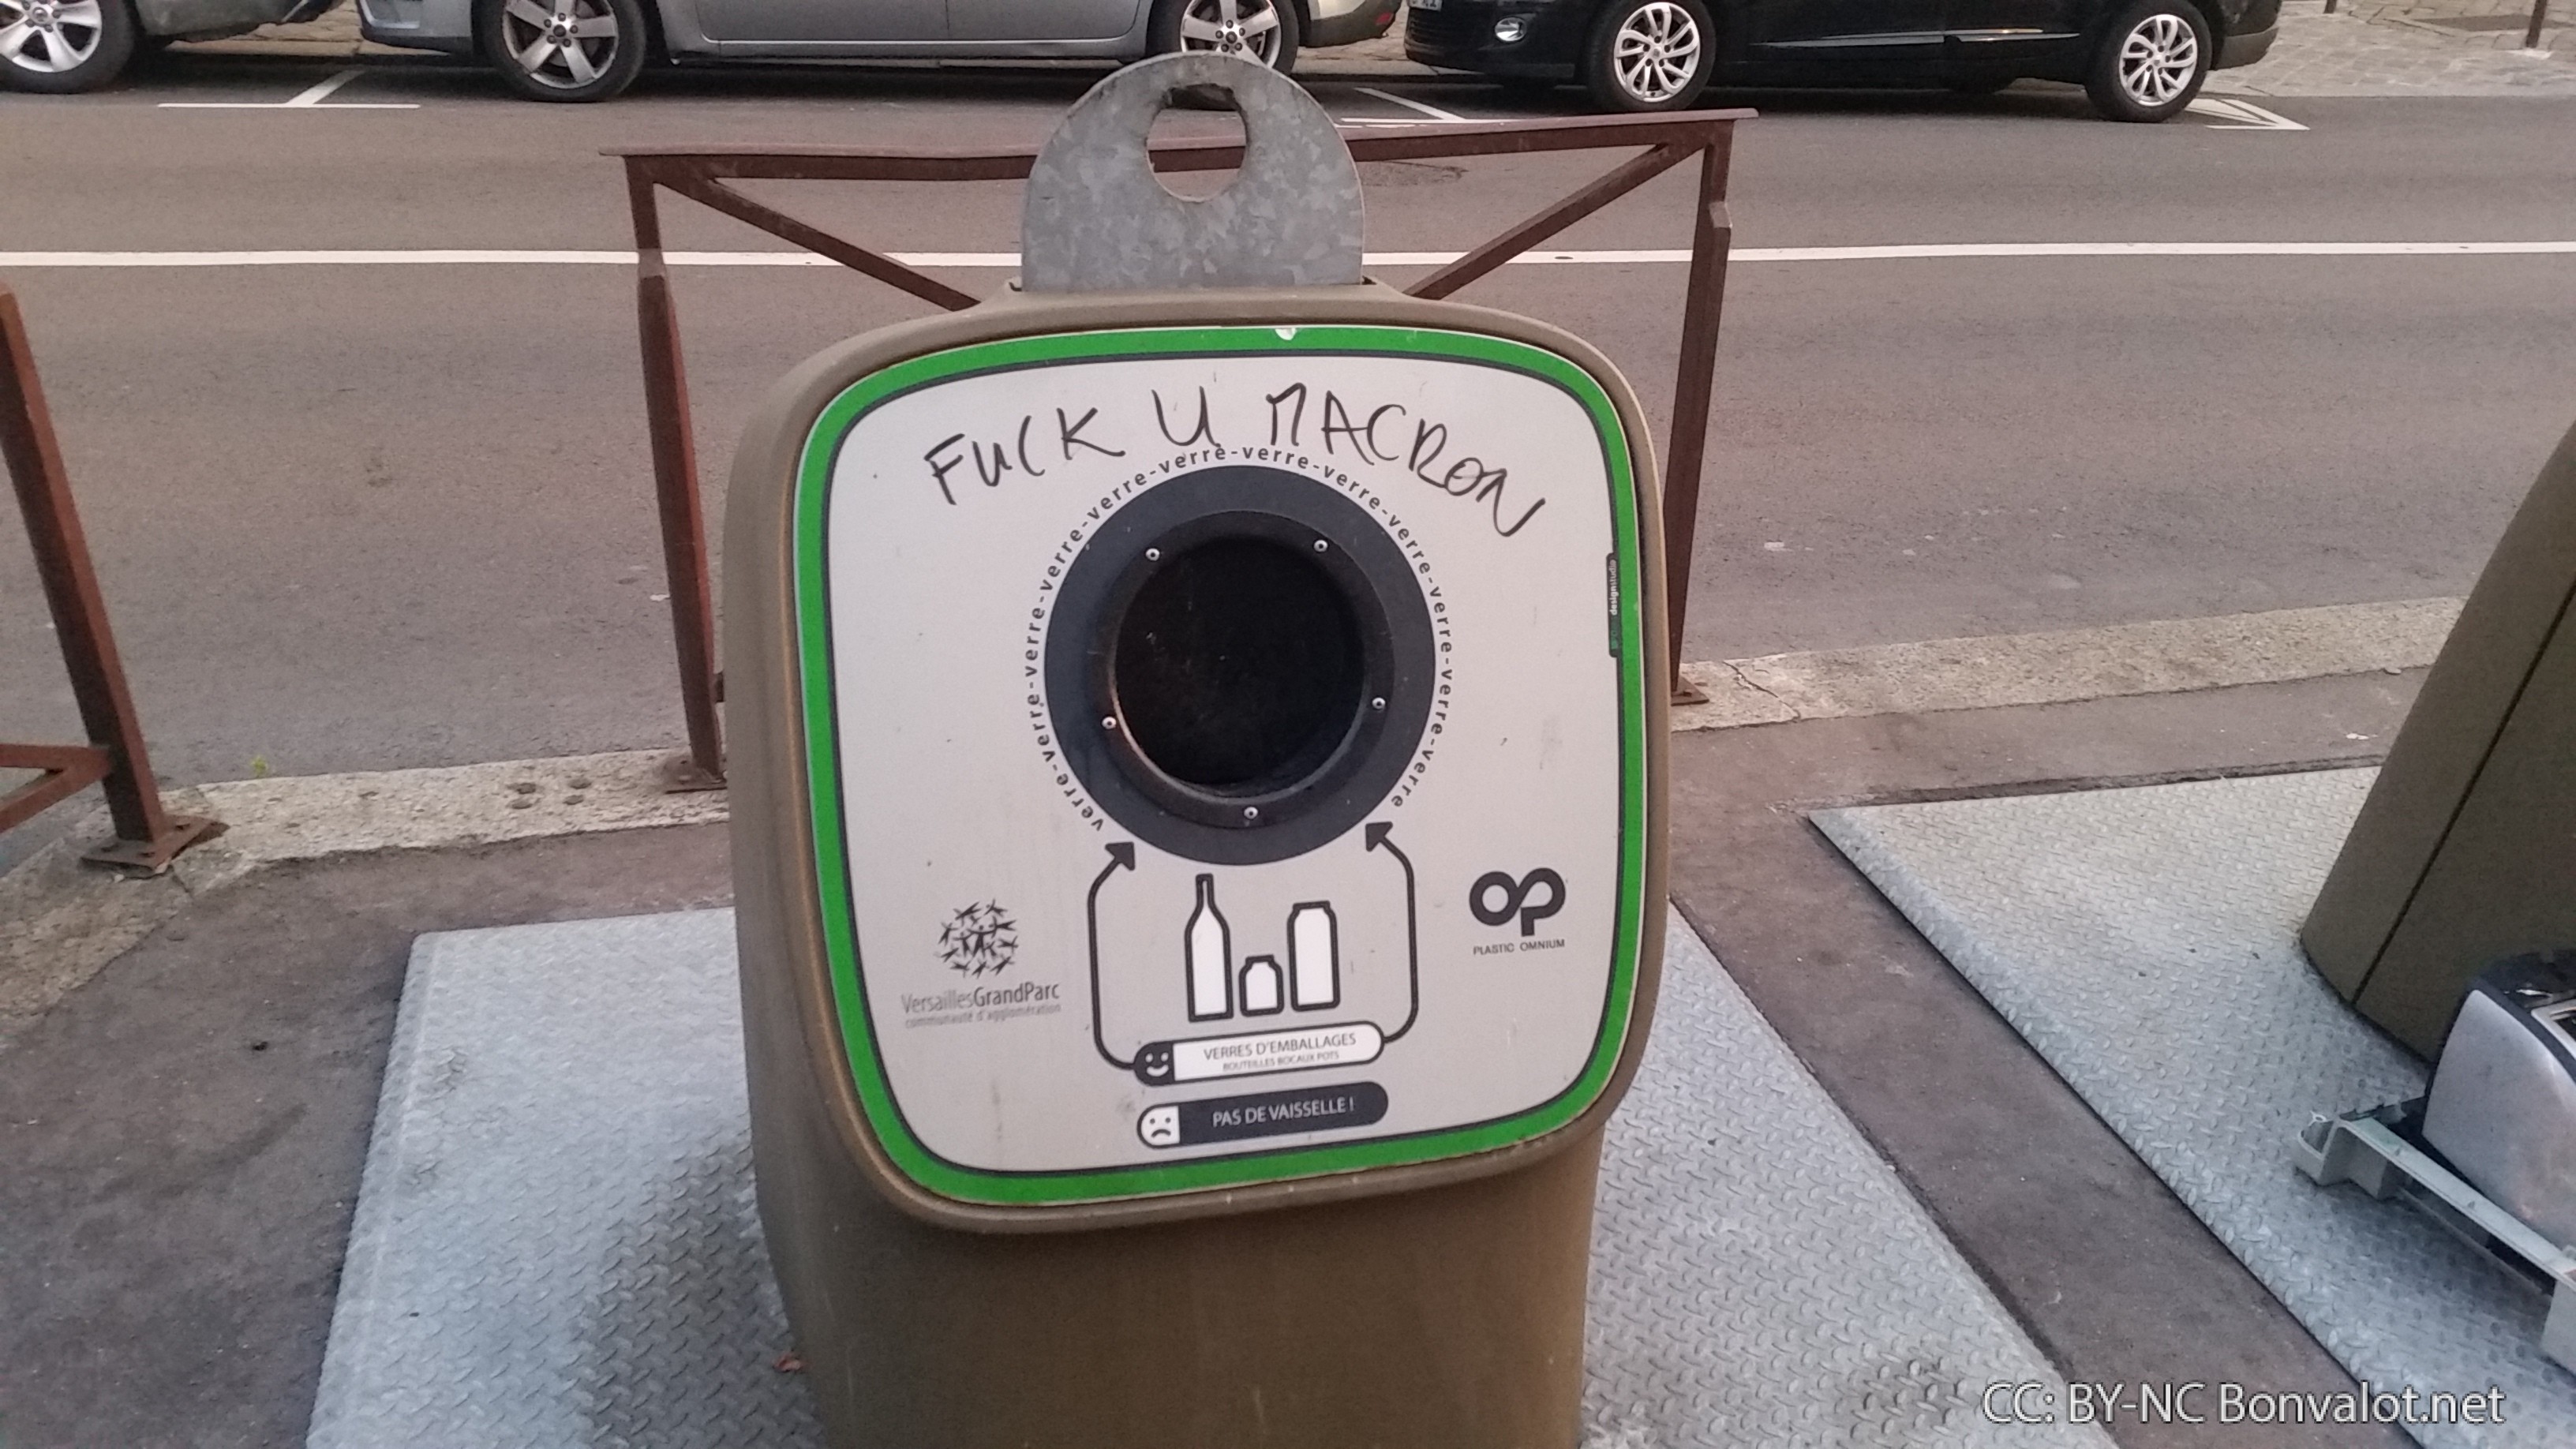 FUCK U MACRON
verre-verre-verre-verre-verre-verre-verre-verre-verre-verre-verre-verre-verre
designstudio
VersaillesGrandParc
communauté d'agglomération
PLASTIC OMNIUM
VERRES D'EMBALLAGES
BOUTEILLES BOCAUX POTS
PAS DE VAISSELLE !
CC: BY-NC Bonvalot.net